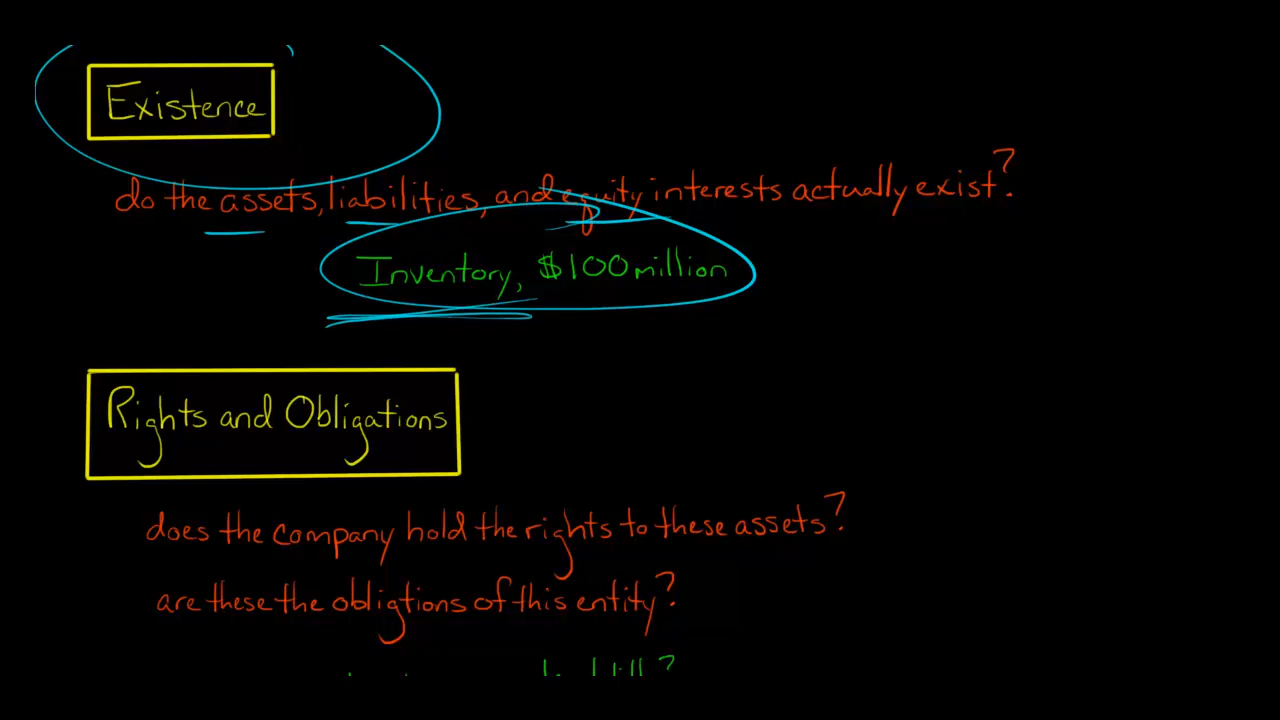 Existence
do the assets, liabilities, and equity interests actually exist?
Inventory, $100 million
Rights and Obligations
does the company hold the rights to these assets?
are these the obligtions of this entity?